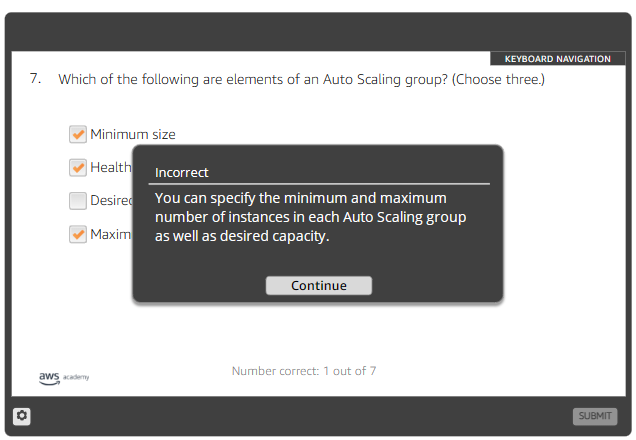 KEYBOARD NAVIGATION
7. Which of the following are elements of an Auto Scaling group? (Choose three.)
Minimum size
Health
Desired
Maxim
Incorrect
You can specify the minimum and maximum
number of instances in each Auto Scaling group
as well as desired capacity.
Continue
Number correct: 1 out of 7
aws academy
SUBMIT